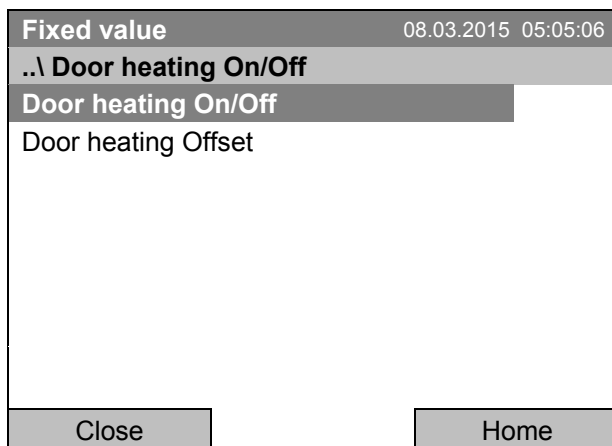 Fixed value 08.03.2015 05:05:06
..\ Door heating On/Off
Door heating On/Off
Door heating Offset
Close Home